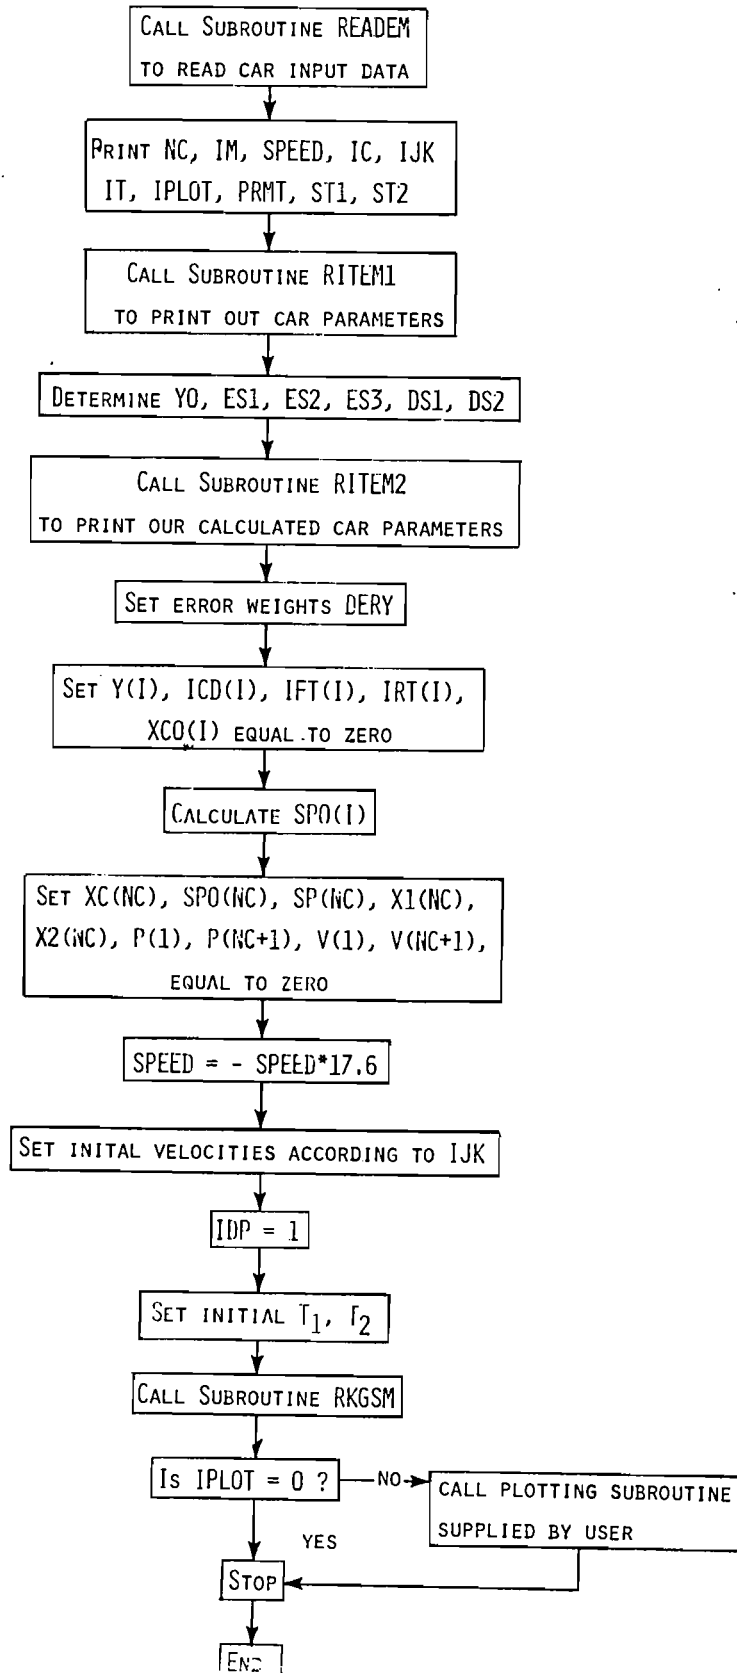 CALL SUBROUTINE READEM
TO READ CAR INPUT DATA
PRINT NC, IM, SPEED, IC, IJK
IT, IPLOT, PRMT, ST1, ST2
CALL SUBROUTINE RITEM1
TO PRINT OUT CAR PARAMETERS
DETERMINE YO, ES1, ES2, ES3, DS1, DS2
CALL SUBROUTINE RITEM2
TO PRINT OUR CALCULATED CAR PARAMETERS
SET ERROR WEIGHTS DERY
SET Y(I), ICD(I), IFT(I), IRT(I),
XCO(I) EQUAL TO ZERO
CALCULATE SPO(I)
SET XC(NC), SPO(NC), SP(NC), X1(NC),
X2(NC), P(1), P(NC+1), V(1), V(NC+1),
EQUAL TO ZERO
SPEED = - SPEED*17.6
SET INITAL VELOCITIES ACCORDING TO IJK
IDP = 1
SET INITIAL T1, T2
CALL SUBROUTINE RKGSM
IS IPLOT = 0 ?
NO
CALL PLOTTING SUBROUTINE
SUPPLIED BY USER
YES
STOP
END